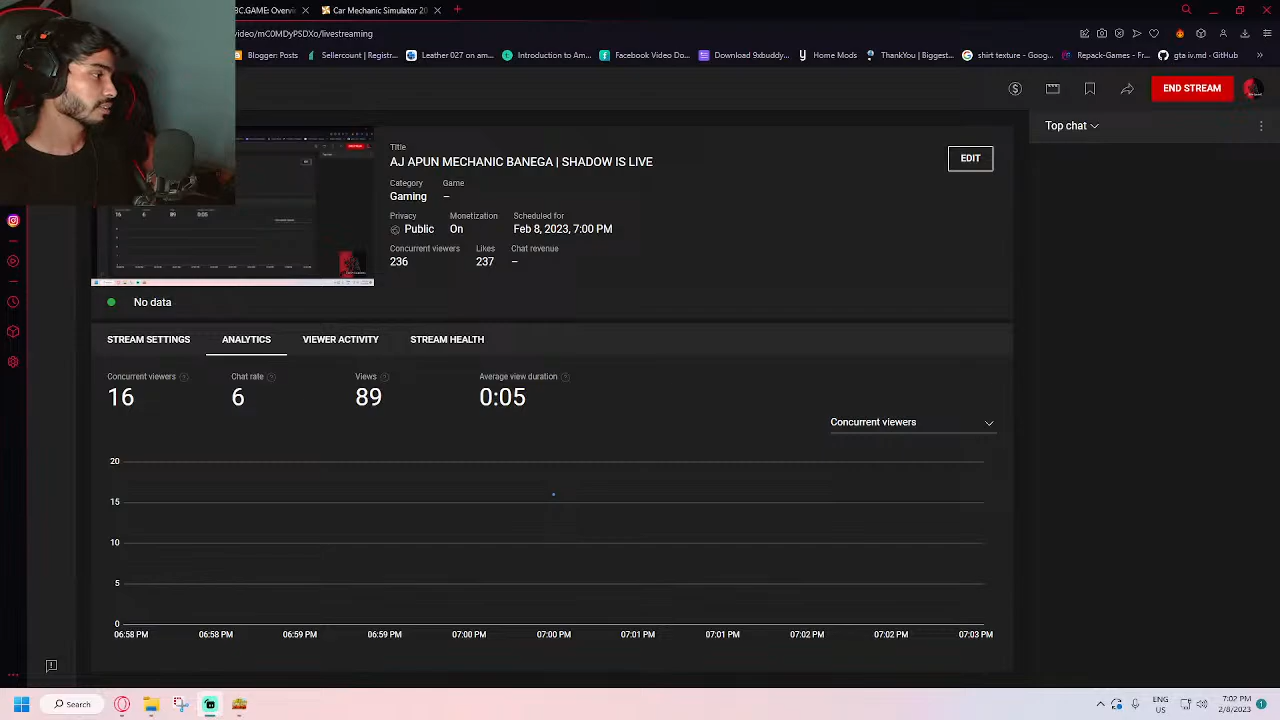 BC.GAME: Overvi
Car Mechanic Simulator 20
video/mC0MDyPSDXo/livestreaming
Blogger: Posts
Sellercount | Regist...
Leather 027 on am...
Introduction to Am...
Facebook Video Do...
Download 9xbuddy
Home Mods
ThankYou | Biggest...
shirt texture - Goog...
Repack Games - Fr...
gta iv.md · GitHub
END STREAM
Top chat
Title
AJ APUN MECHANIC BANEGA | SHADOW IS LIVE
EDIT
Category Game
Gaming –
Privacy Monetization Scheduled for
Public On Feb 8, 2023, 7:00 PM
Concurrent viewers Likes Chat revenue
236 237 –
No data
STREAM SETTINGS ANALYTICS VIEWER ACTIVITY STREAM HEALTH
Concurrent viewers Chat rate Views Average view duration
16 6 89 0:05
Concurrent viewers
20
15
10
5
0
06:58 PM 06:58 PM 06:59 PM 06:59 PM 07:00 PM 07:00 PM 07:01 PM 07:01 PM 07:02 PM 07:02 PM 07:03 PM
Search
ENG
US
7:02 PM
2/8/2023